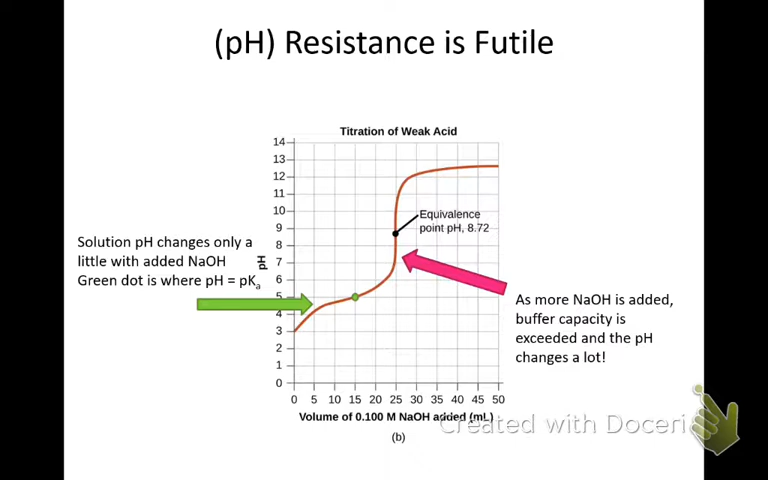 (pH) Resistance is Futile
Titration of Weak Acid
14
13
12
11
10
9
8
7
6
5
4
3
2
1
0
pH
Equivalence
point pH, 8.72
Solution pH changes only a
little with added NaOH
Green dot is where pH = pKa
As more NaOH is added,
buffer capacity is
exceeded and the pH
changes a lot!
0 5 10 15 20 25 30 35 40 45 50
Volume of 0.100 M NaOH added (mL)
Created with Doceri
(b)